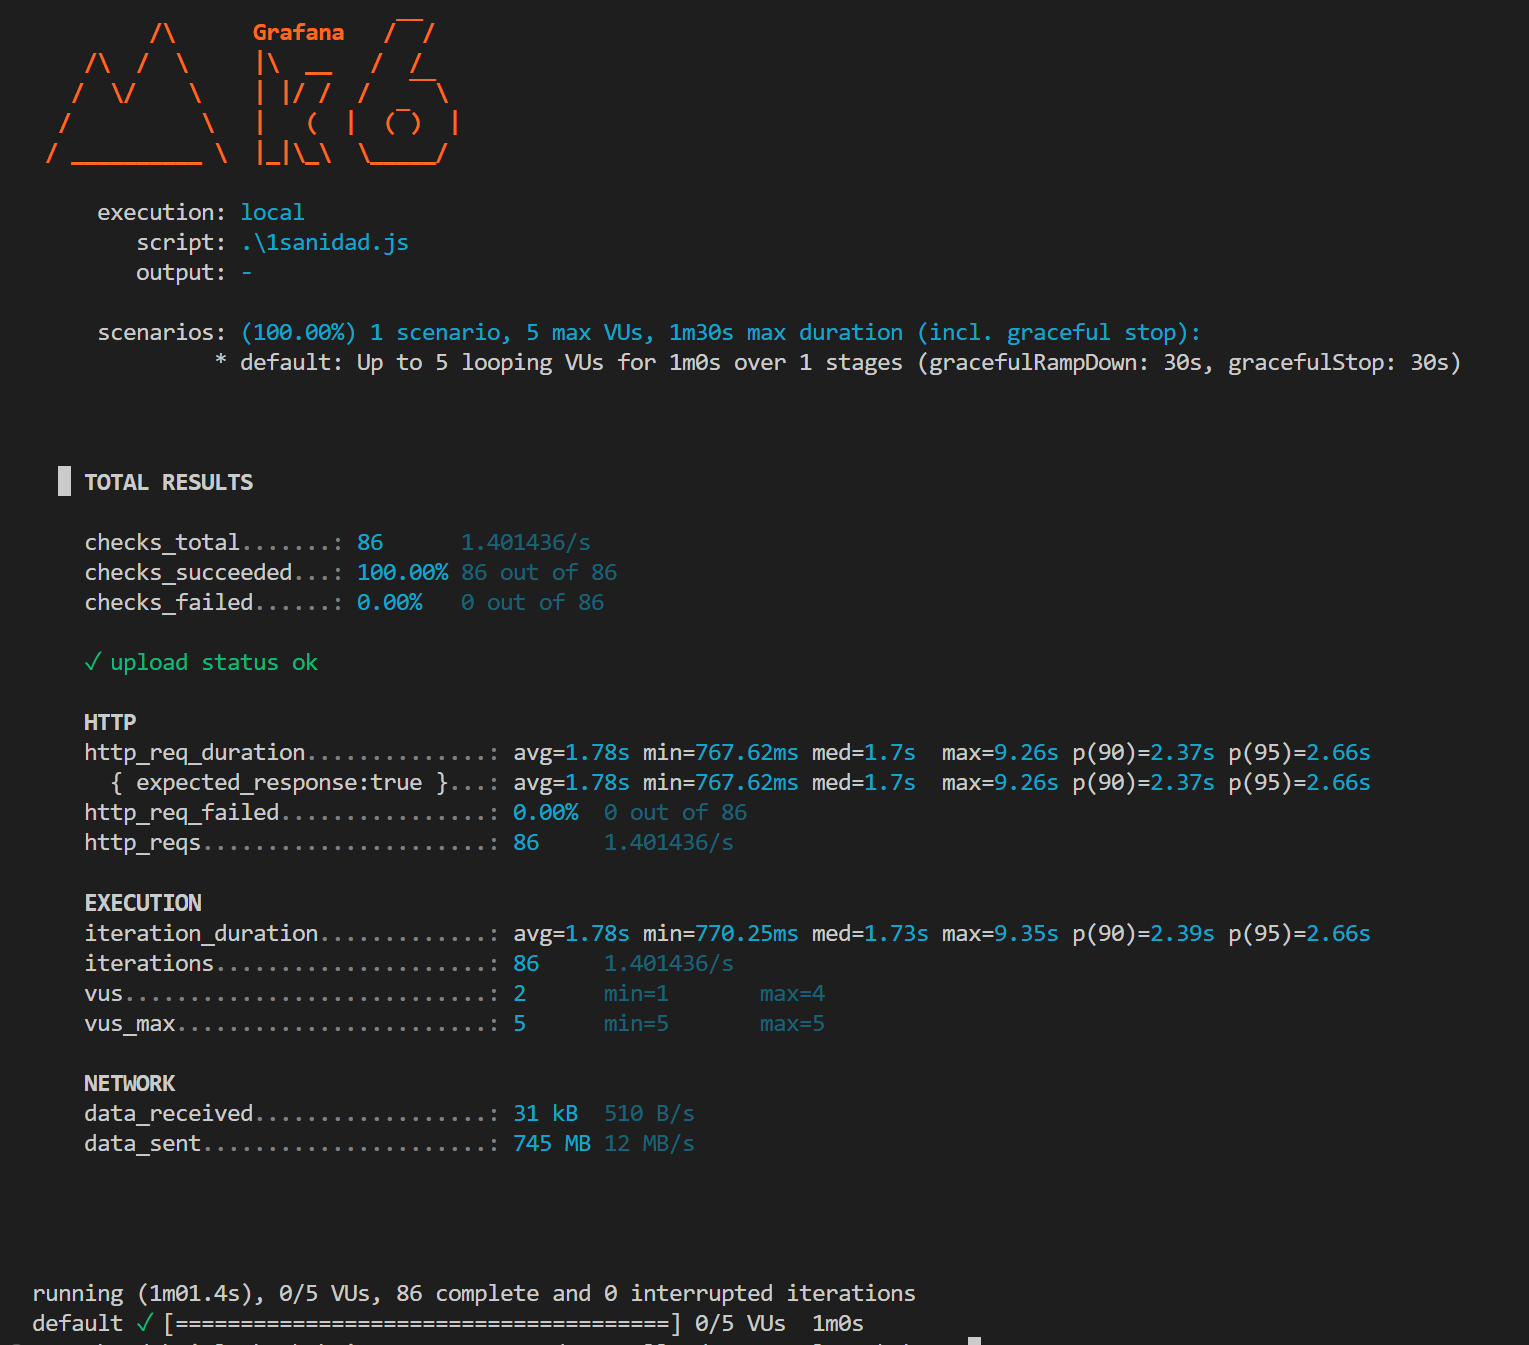 Grafana
execution: local
script: .\1sanidad.js
output: -
scenarios: (100.00%) 1 scenario, 5 max VUs, 1m30s max duration (incl. graceful stop):
* default: Up to 5 looping VUs for 1m0s over 1 stages (gracefulRampDown: 30s, gracefulStop: 30s)
TOTAL RESULTS
checks_total.......: 86 1.401436/s
checks_succeeded...: 100.00% 86 out of 86
checks_failed......: 0.00% 0 out of 86
✓ upload status ok
HTTP
http_req_duration..............: avg=1.78s min=767.62ms med=1.7s max=9.26s p(90)=2.37s p(95)=2.66s
{ expected_response:true }...: avg=1.78s min=767.62ms med=1.7s max=9.26s p(90)=2.37s p(95)=2.66s
http_req_failed................: 0.00% 0 out of 86
http_reqs......................: 86 1.401436/s
EXECUTION
iteration_duration.............: avg=1.78s min=770.25ms med=1.73s max=9.35s p(90)=2.39s p(95)=2.66s
iterations.....................: 86 1.401436/s
vus............................: 2 min=1 max=4
vus_max........................: 5 min=5 max=5
NETWORK
data_received..................: 31 kB 510 B/s
data_sent......................: 745 MB 12 MB/s
running (1m01.4s), 0/5 VUs, 86 complete and 0 interrupted iterations
default ✓ [======================================] 0/5 VUs 1m0s